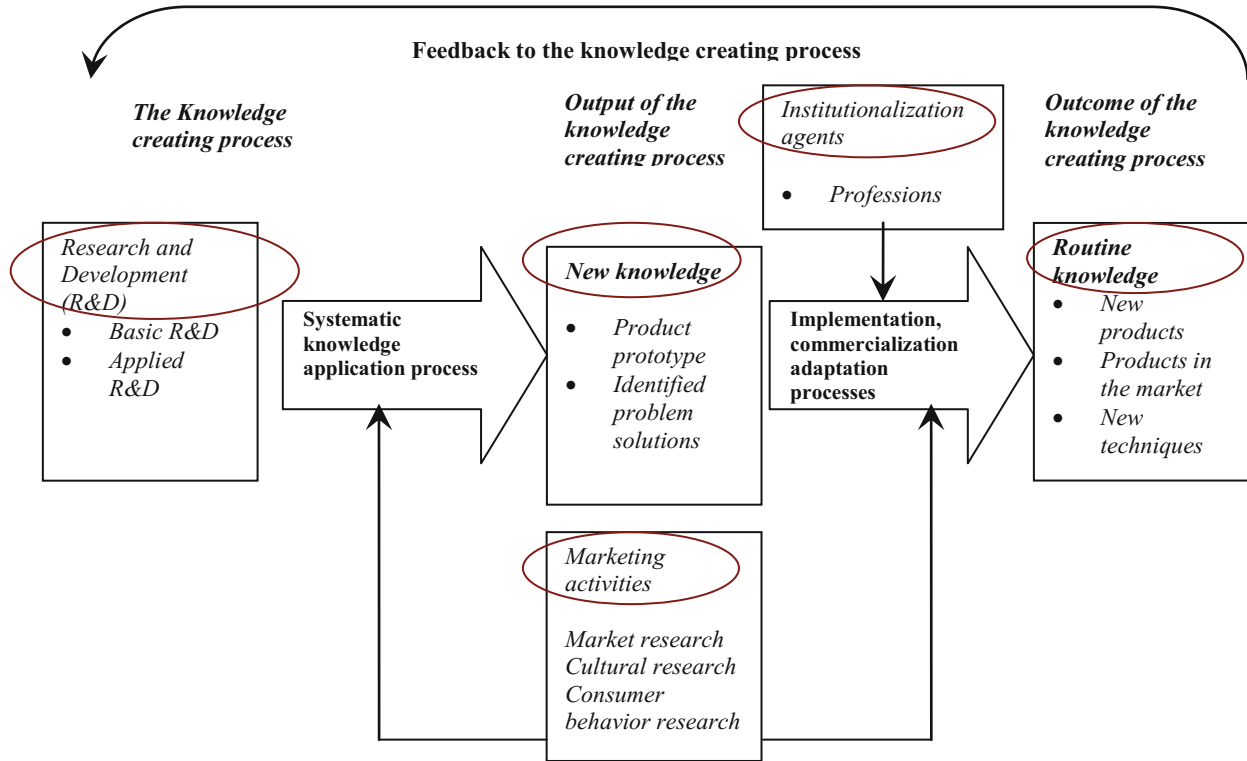 Feedback to the knowledge creating process
The Knowledge
creating process
Output of the
knowledge
creating process
Institutionalization
agents
● Professions
Outcome of the
knowledge
creating process
Research and
Development
(R&D)
● Basic R&D
● Applied
R&D
Systematic
knowledge
application process
New knowledge
● Product
prototype
● Identified
problem
solutions
Implementation,
commercialization
adaptation
processes
Routine
knowledge
● New
products
● Products in
the market
● New
techniques
Marketing
activities
Market research
Cultural research
Consumer
behavior research